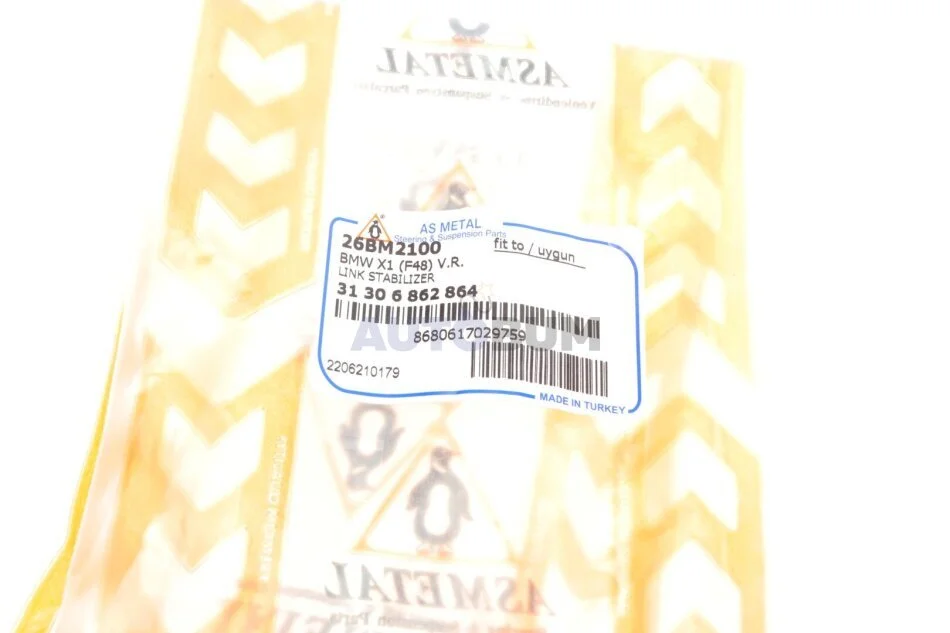 ASMETAL
AS METAL
Steering & Suspension Parts
26BM2100
fit to / uygun
BMW X1 (F48) V.R.
LINK STABILIZER
31 30 6 862 864
AUTODUM
8680617029759
2206210179
MADE IN TURKEY
ASMETAL